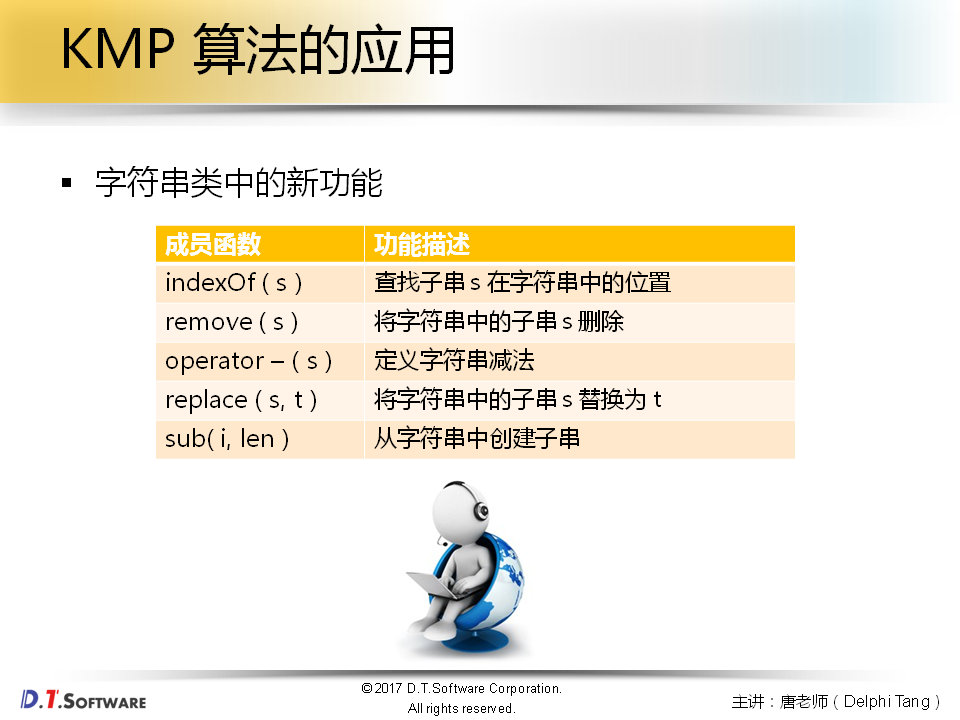 KMP 算法的应用
▪ 字符串类中的新功能
成员函数 功能描述
indexOf ( s ) 查找子串 s 在字符串中的位置
remove ( s ) 将字符串中的子串 s 删除
operator – ( s ) 定义字符串减法
replace ( s, t ) 将字符串中的子串 s 替换为 t
sub( i, len ) 从字符串中创建子串
D.T.SOFTWARE
©2017 D.T.Software Corporation.
All rights reserved.
主讲：唐老师（ Delphi Tang ）